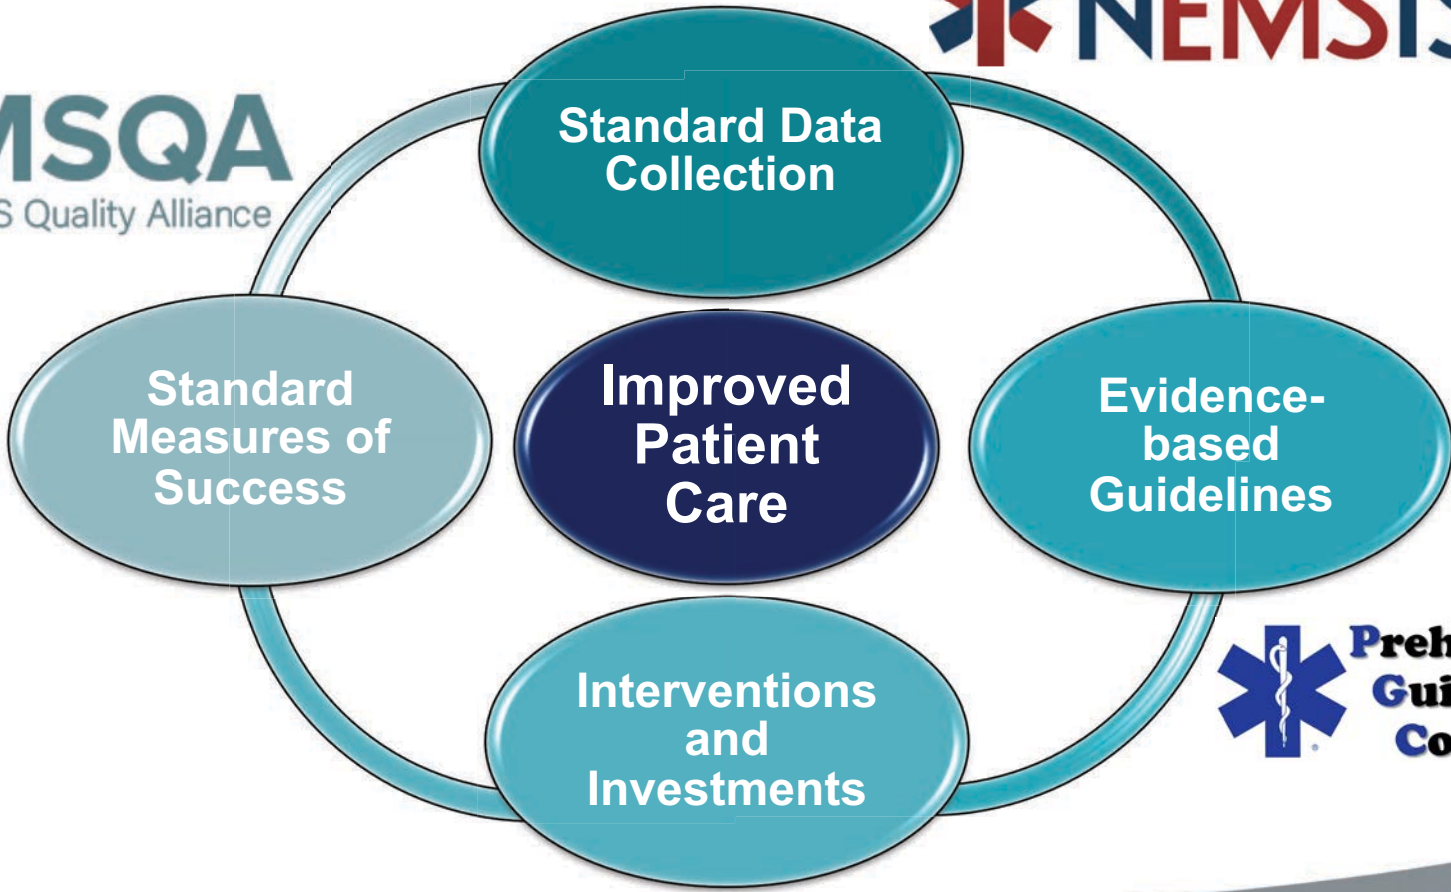 NEMSIS
MSQA
S Quality Alliance
Standard Data
Collection
Standard
Measures of
Success
Improved
Patient
Care
Evidence-
based
Guidelines
Interventions
and
Investments
Preh
Gui
Co